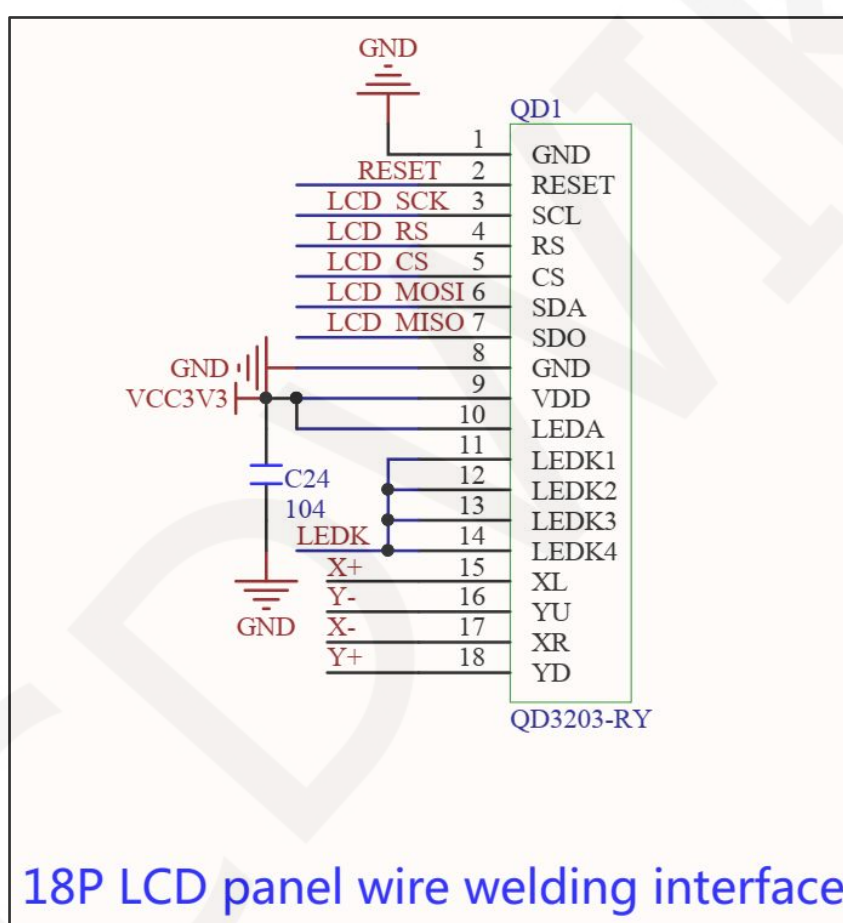 GND
QD1
1 GND
RESET 2 RESET
LCD SCK 3 SCL
LCD RS 4 RS
LCD CS 5 CS
LCD MOSI 6 SDA
LCD MISO 7 SDO
GND 8 GND
VCC3V3 9 VDD
10 LEDA
11 LEDK1
C24 12 LEDK2
104 13 LEDK3
LEDK 14 LEDK4
X+ 15 XL
Y- 16 YU
GND X- 17 XR
Y+ 18 YD
QD3203-RY
18P LCD panel wire welding interface